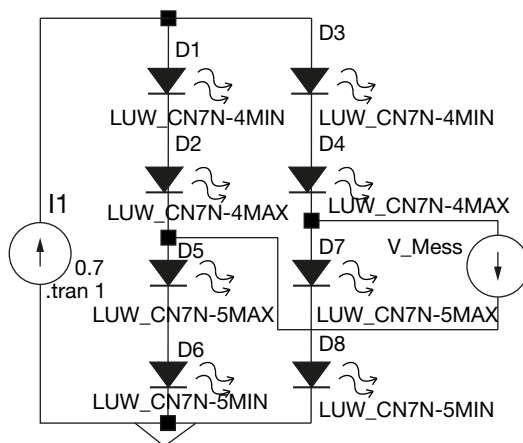 D1
D3
LUW_CN7N-4MIN
LUW_CN7N-4MIN
D2
D4
LUW_CN7N-4MAX
LUW_CN7N-4MAX
I1
0.7
.tran 1
V_Mess
D5
D7
LUW_CN7N-5MAX
LUW_CN7N-5MAX
D6
D8
LUW_CN7N-5MIN
LUW_CN7N-5MIN